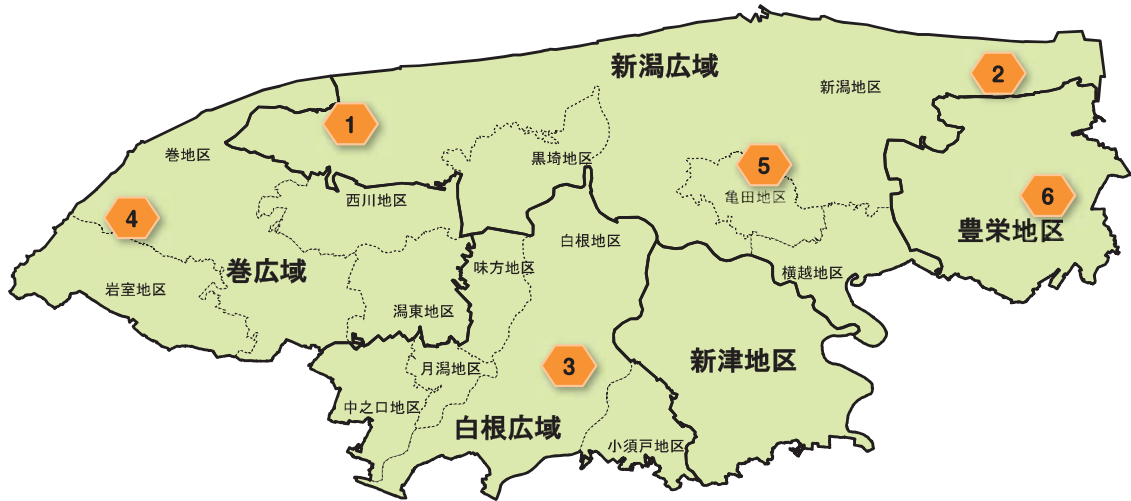 新潟広域
2
新潟地区
1
巻地区
黒埼地区
5
亀田地区
6
西川地区
4
豊栄地区
白根地区
巻広域
味方地区
横越地区
岩室地区
潟東地区
新津地区
月潟地区
3
中之口地区
白根広域
小須戸地区